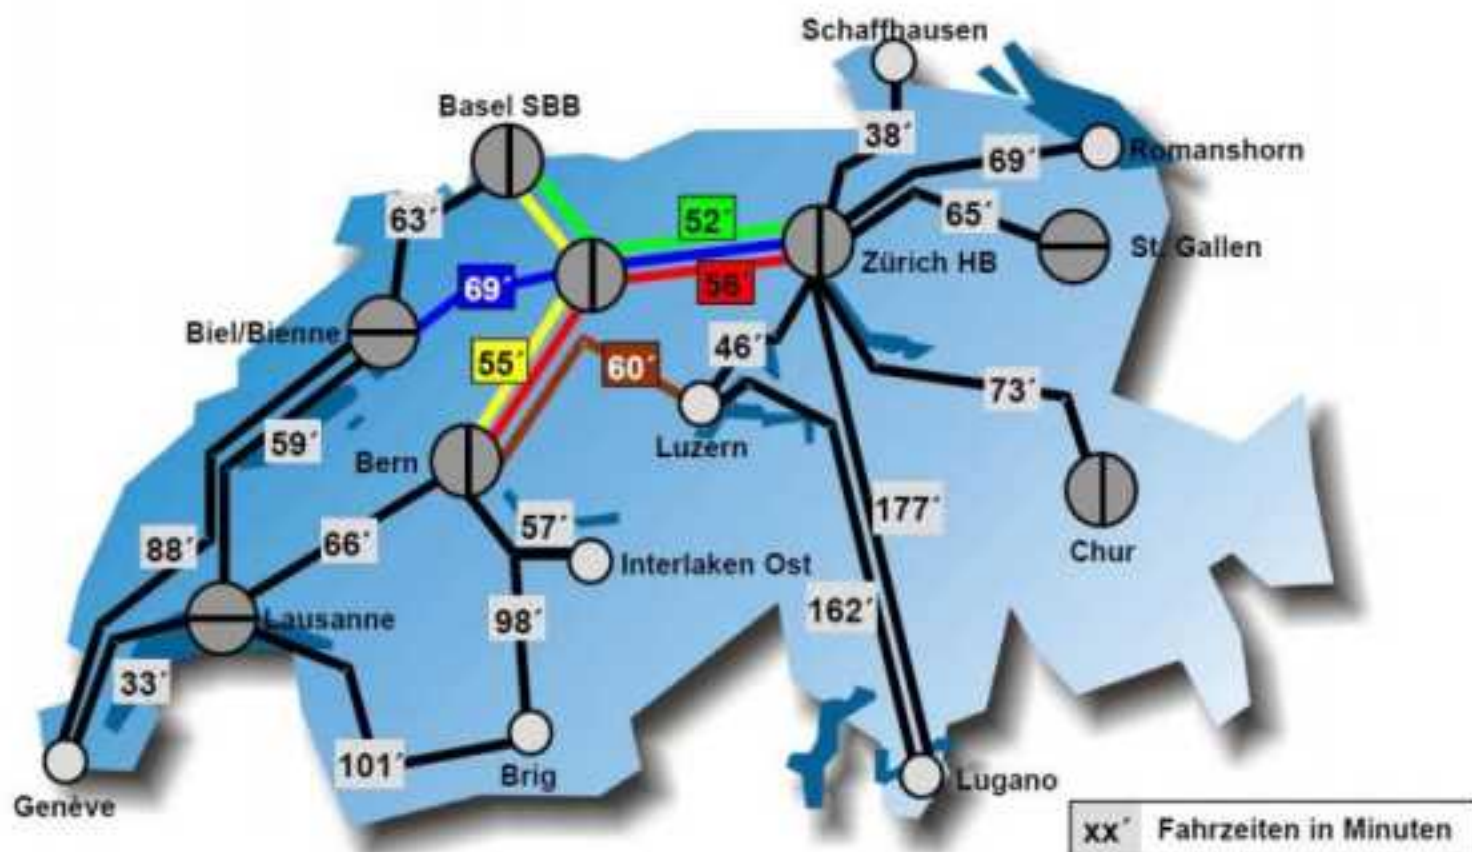 Schaffhausen
Basel SBB
38´
69´
Romanshorn
63´
52´
65´
St. Gallen
Zürich HB
69´
56´
Biel/Bienne
46´
55´
60´
73´
59´
Luzern
Bern
177´
57´
88´
66´
Chur
Interlaken Ost
162´
98´
Lausanne
33´
101´
Brig
Lugano
Genève
xx´ Fahrzeiten in Minuten